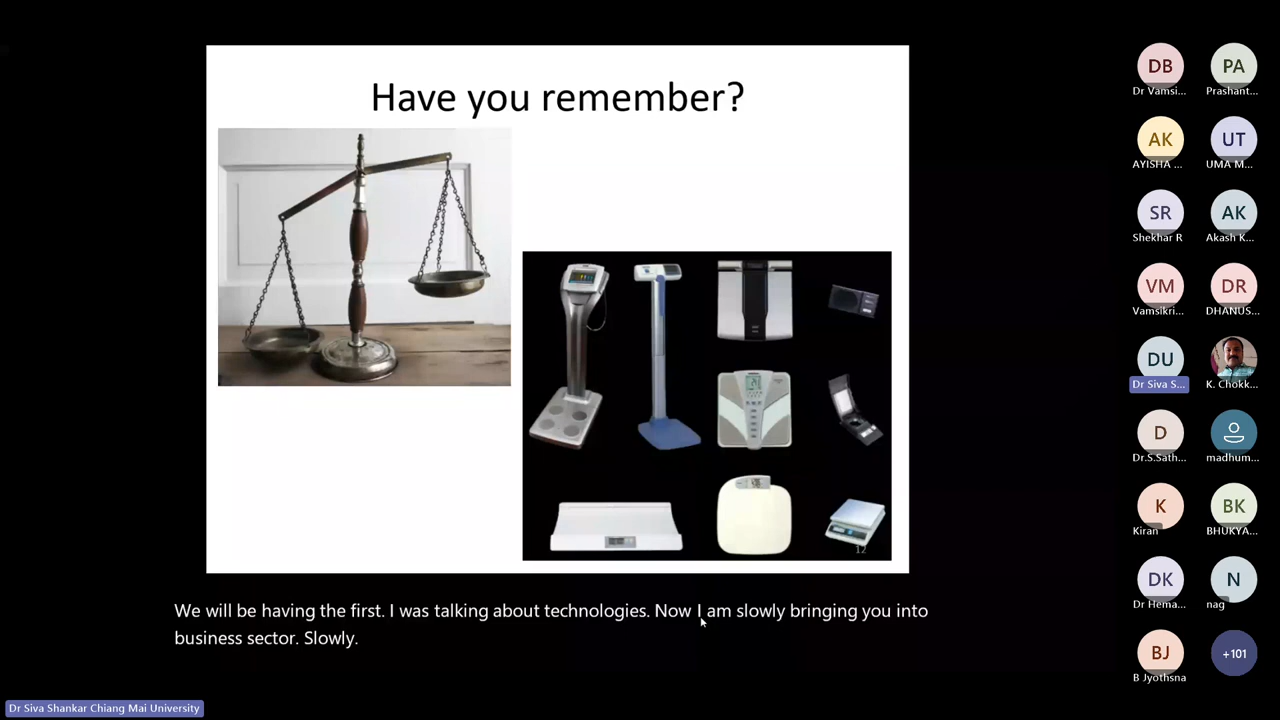 Have you remember?
12
We will be having the first. I was talking about technologies. Now I am slowly bringing you into
business sector. Slowly.
Dr Siva Shankar Chiang Mai University
DB
Dr Vamsi...
PA
Prashant...
AK
AYISHA ...
UT
UMA M...
SR
Shekhar R
AK
Akash K...
VM
Vamsikri...
DR
DHANUS...
DU
Dr Siva S...
K. Chokk...
D
Dr.S.Sath...
madhum...
K
Kiran
BK
BHUKYA...
DK
Dr Hema...
N
nag
BJ
B Jyothsna
+101